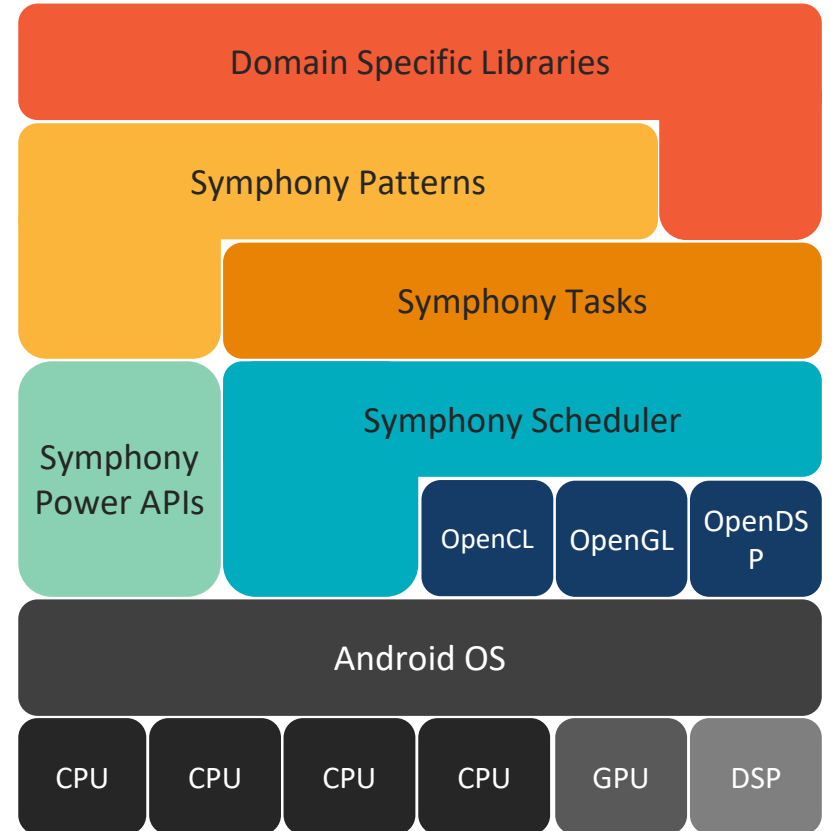 Domain Specific Libraries
Symphony Patterns
Symphony Tasks
Symphony Scheduler
Symphony
Power APIs
OpenCL
OpenGL
OpenDS
P
Android OS
CPU
CPU
CPU
CPU
GPU
DSP